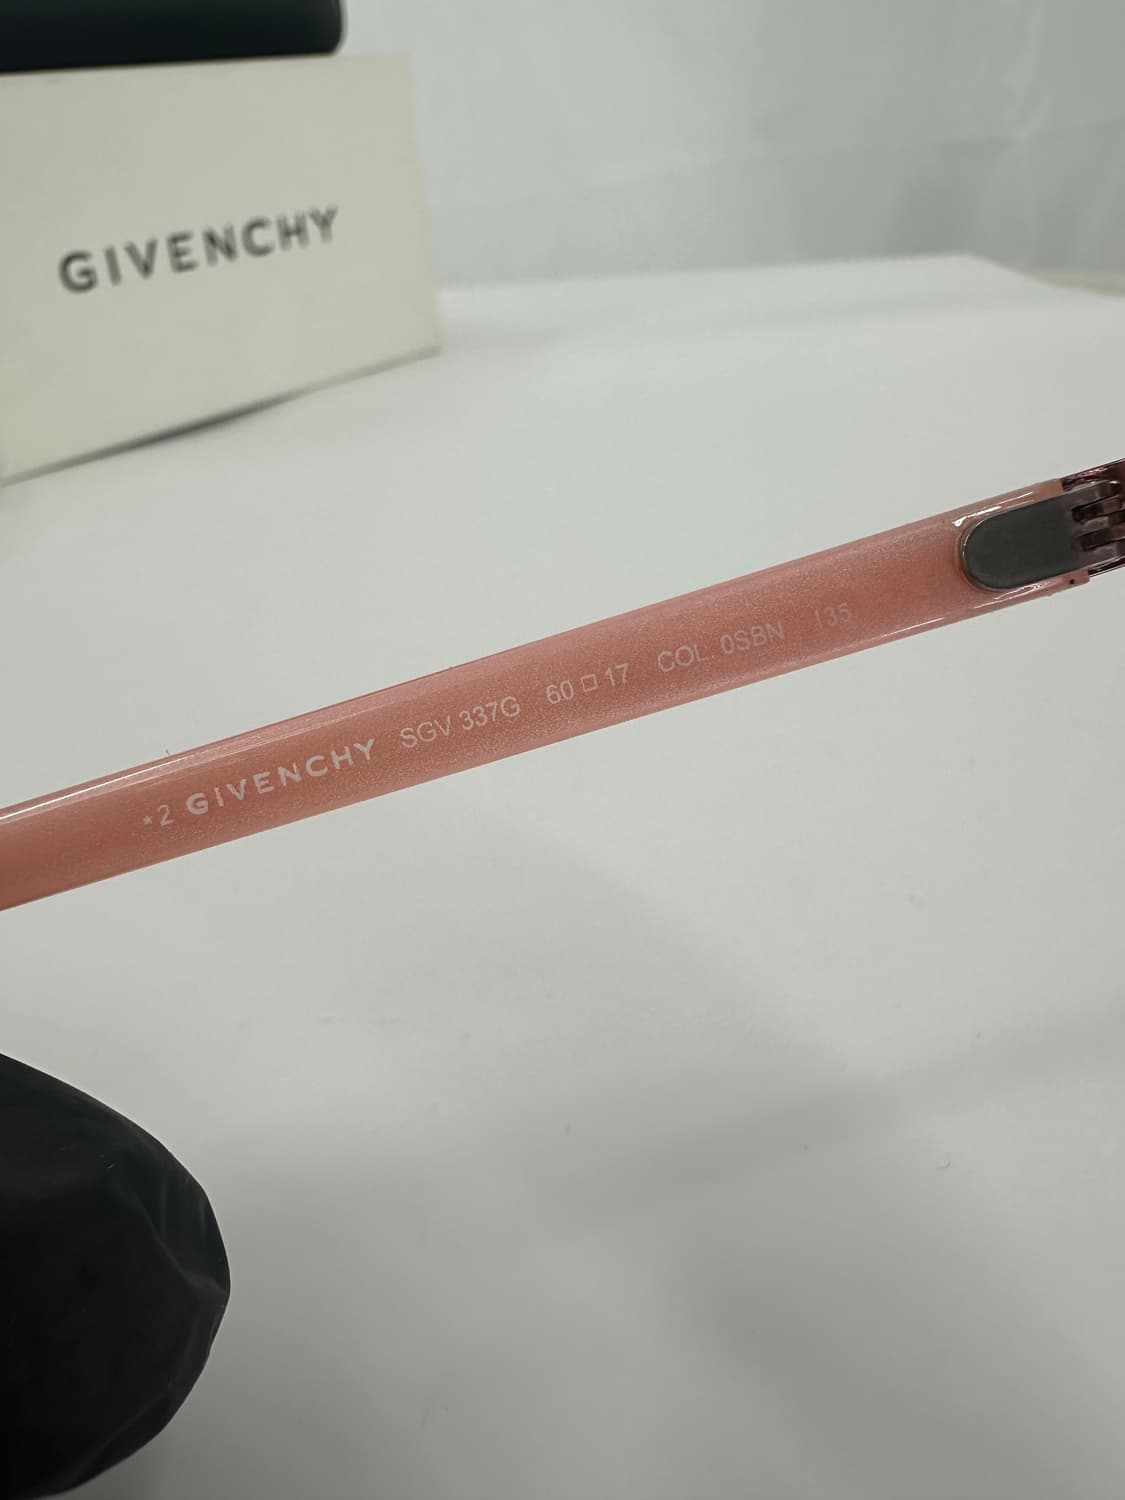 GIVENCHY
*2 GIVENCHY SGV 337G 60□17 COL. 0SBN 135